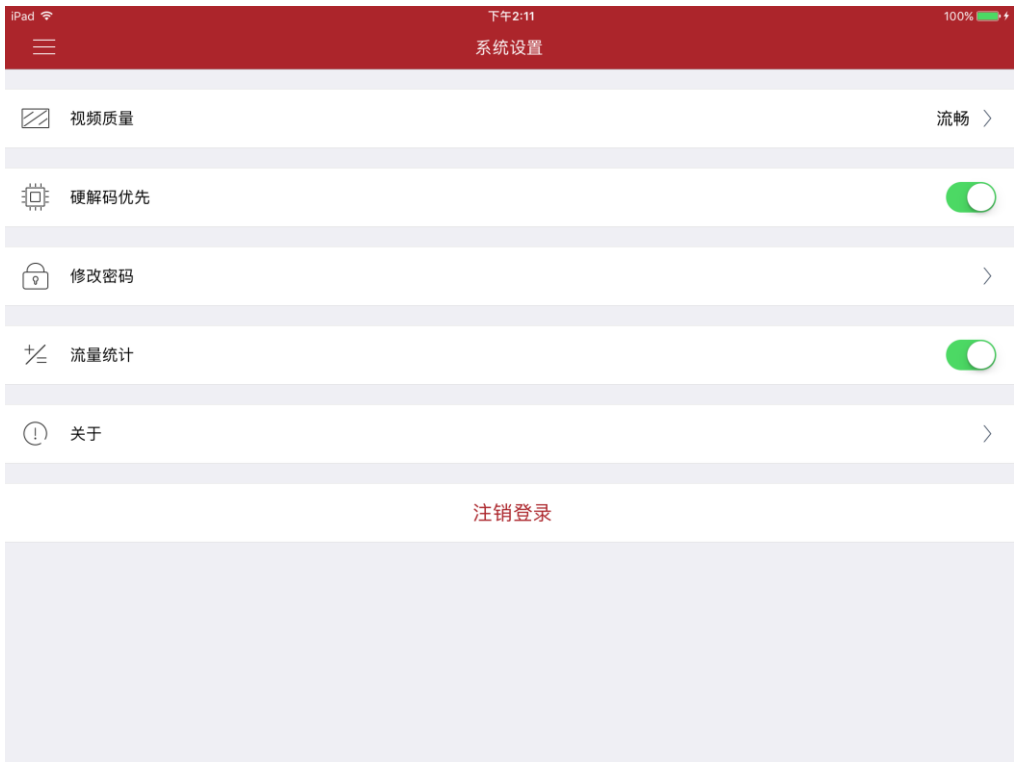 iPad 下午2:11 100%
系统设置
视频质量 流畅
硬解码优先
修改密码
流量统计
关于
注销登录